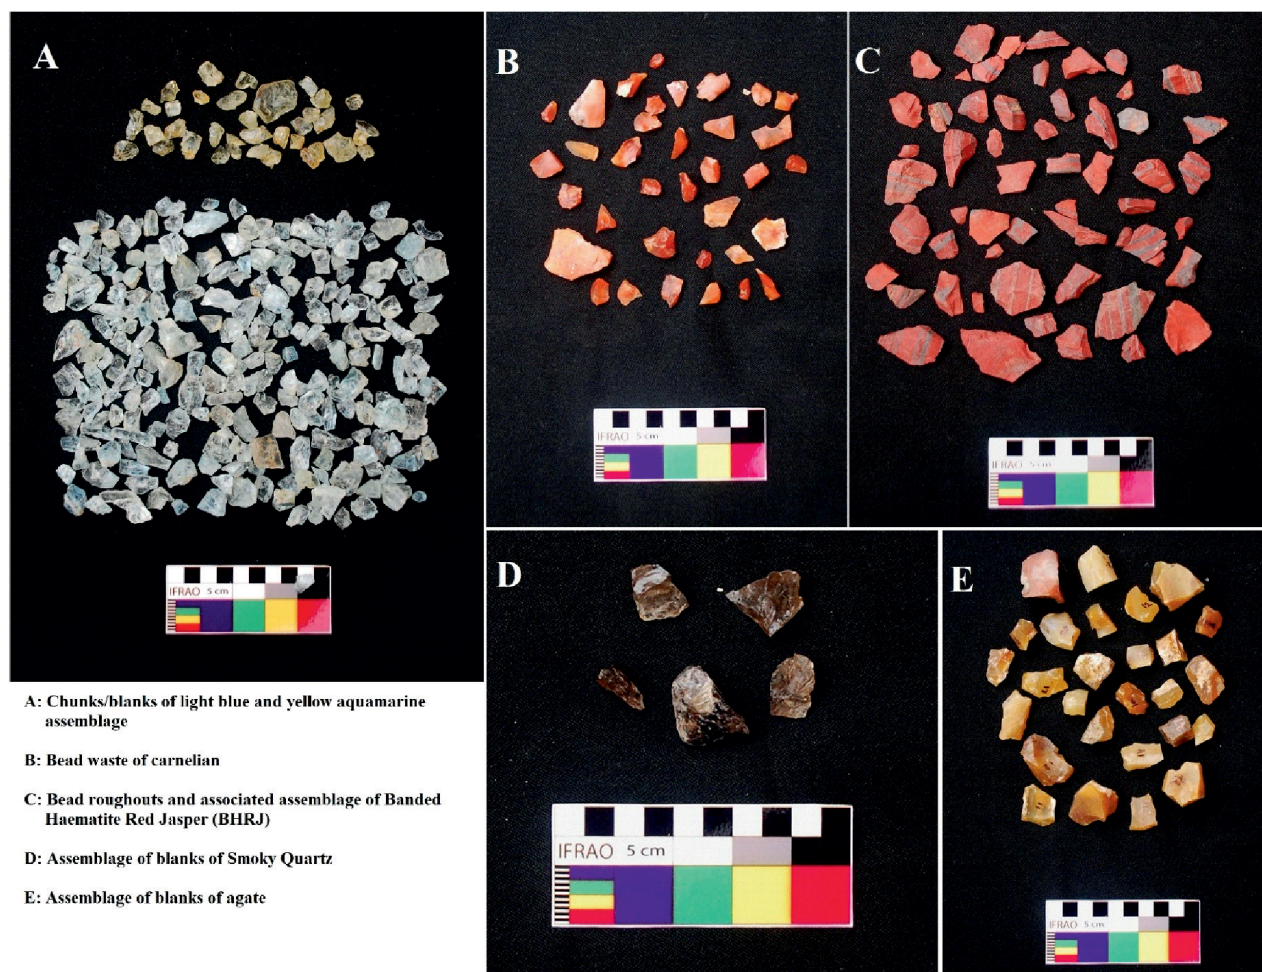 A
B
C
IFRAO 5 cm
IFRAO 5 cm
IFRAO 5 cm
D
E
IFRAO 5 cm
IFRAO 5 cm
A: Chunks/blanks of light blue and yellow aquamarine
assemblage
B: Bead waste of carnelian
C: Bead roughouts and associated assemblage of Banded
Haematite Red Jasper (BHRJ)
D: Assemblage of blanks of Smoky Quartz
E: Assemblage of blanks of agate